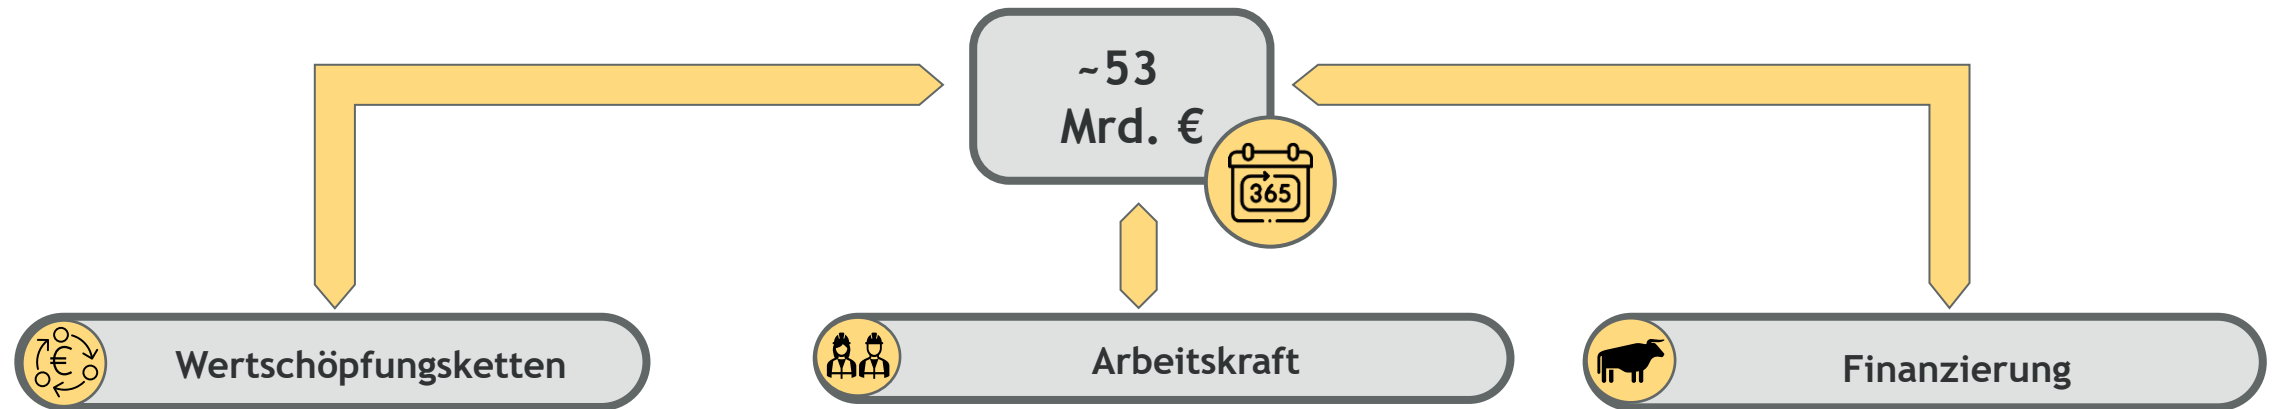 ~53
Mrd. €
365
€
Wertschöpfungsketten
Arbeitskraft
Finanzierung